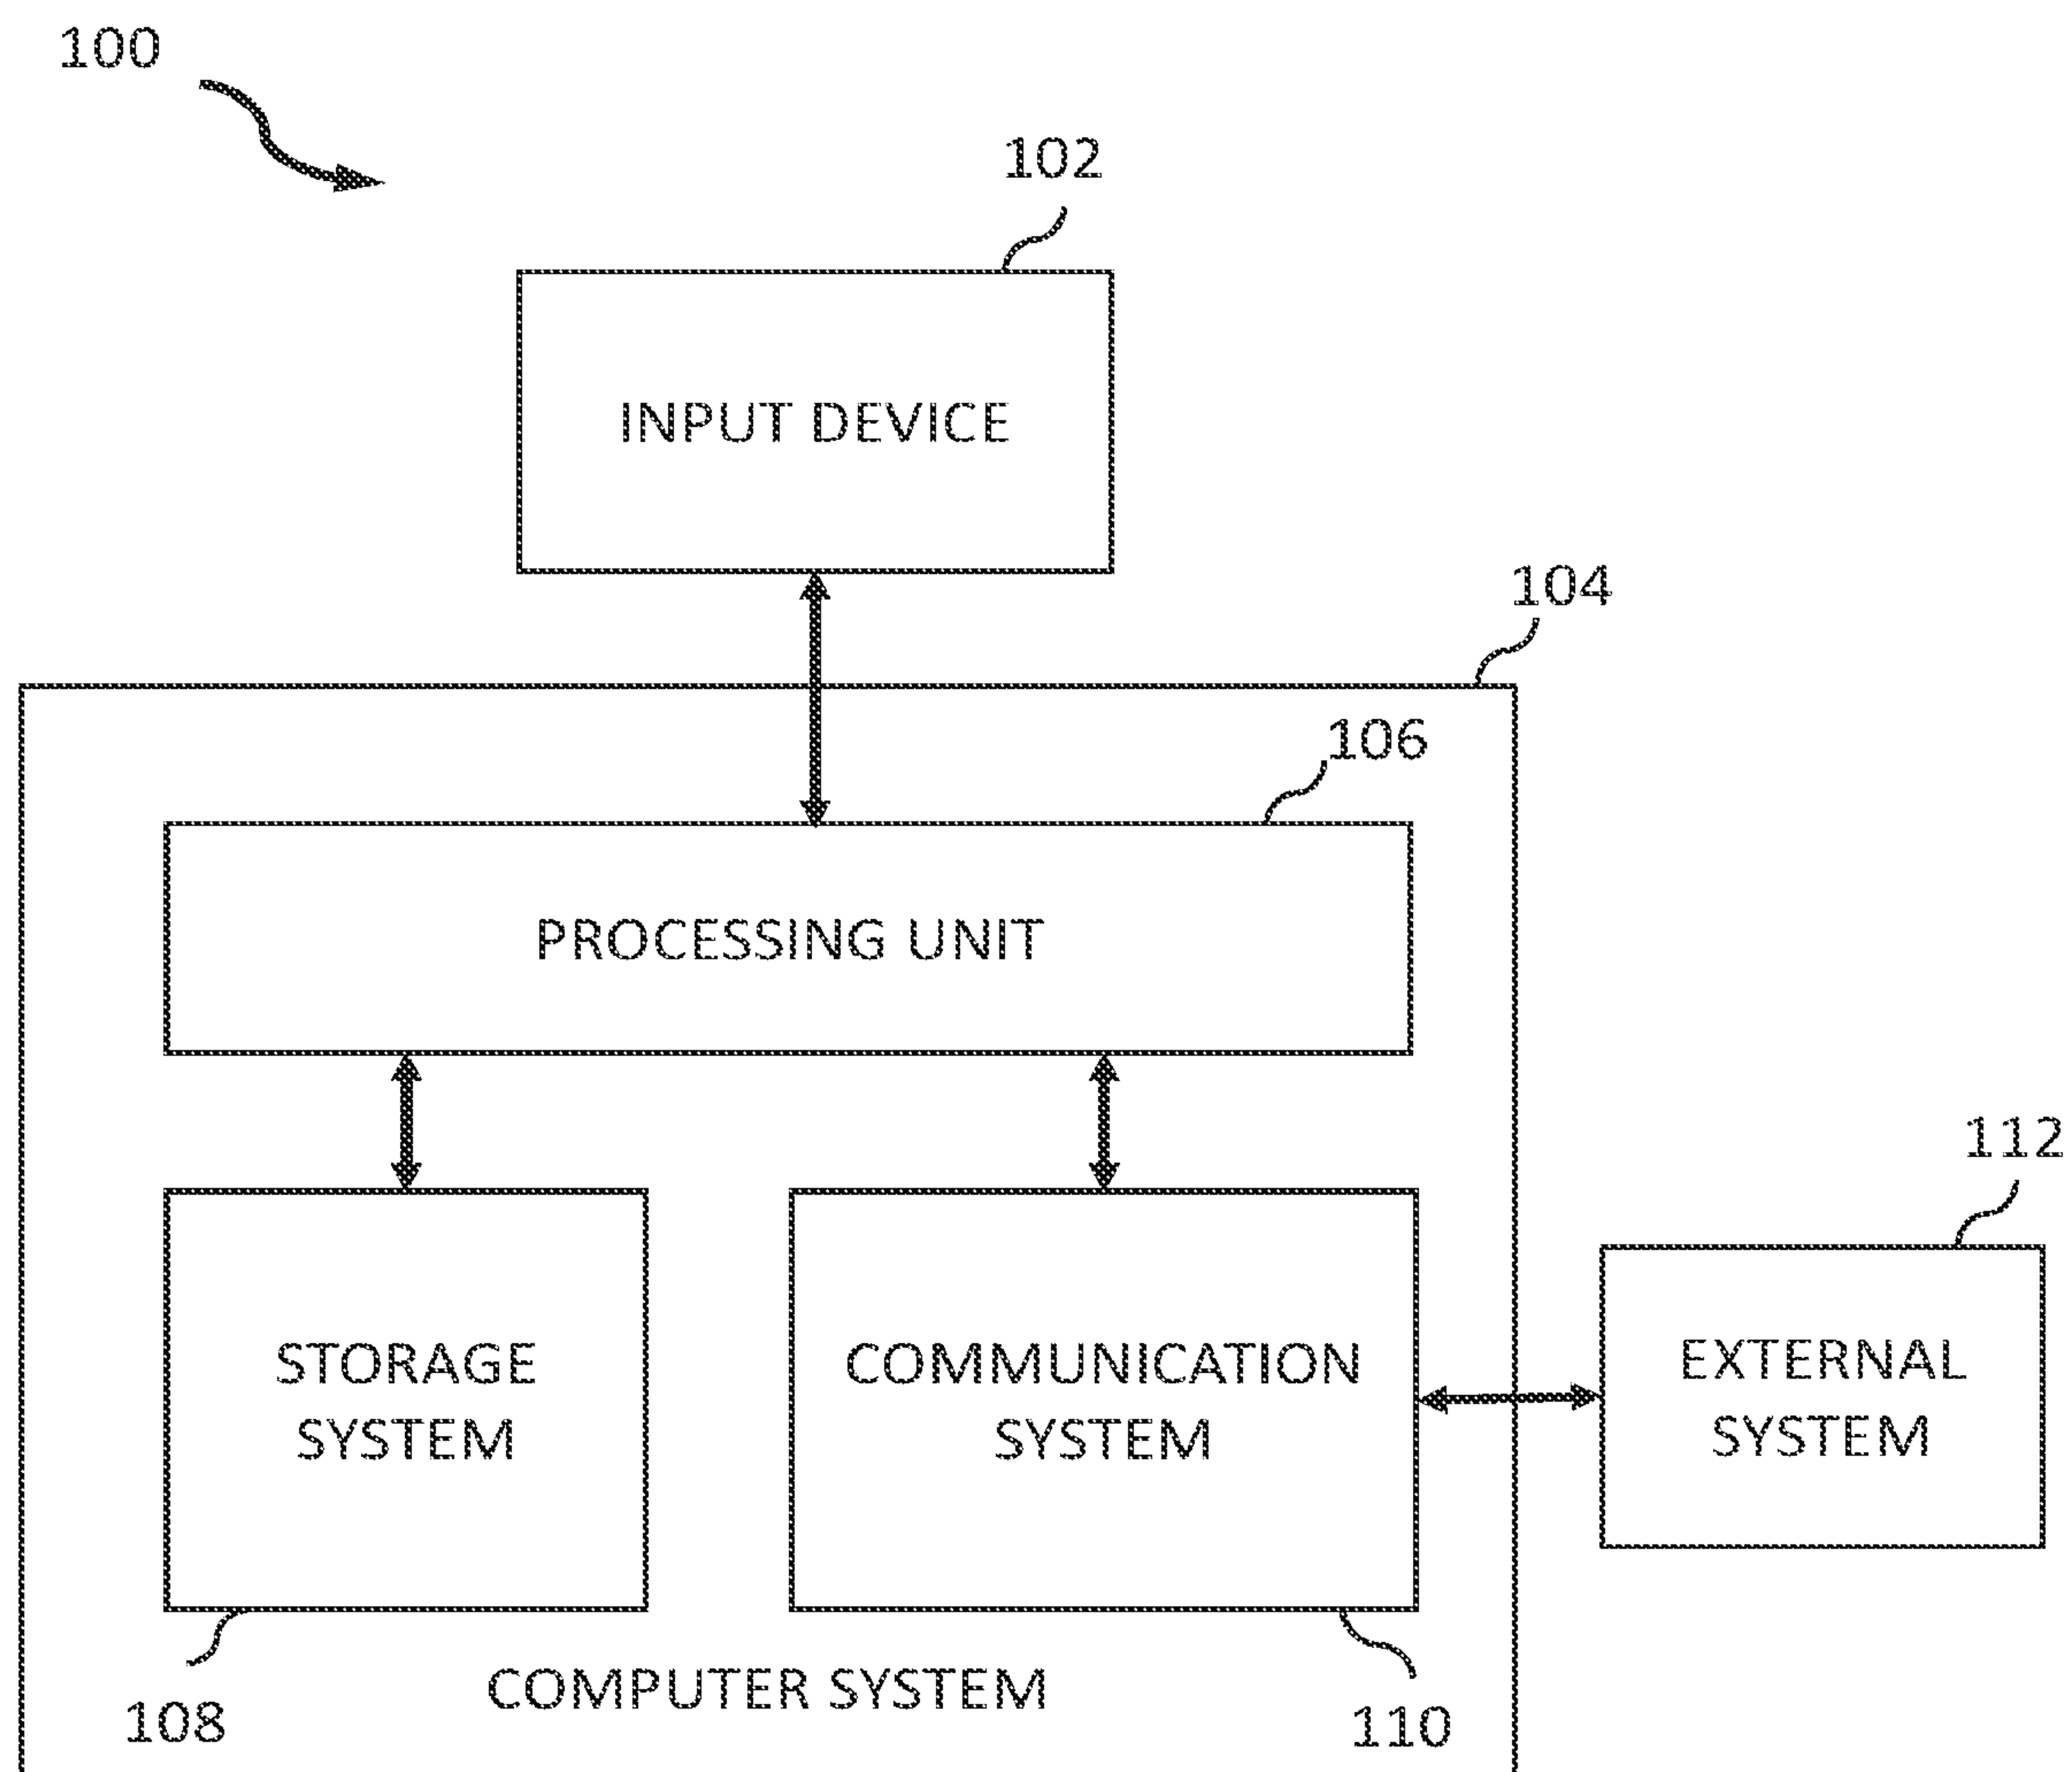 100
102
INPUT DEVICE
104
106
PROCESSING UNIT
112
STORAGE
SYSTEM
COMMUNICATION
SYSTEM
EXTERNAL
SYSTEM
108
COMPUTER SYSTEM
110